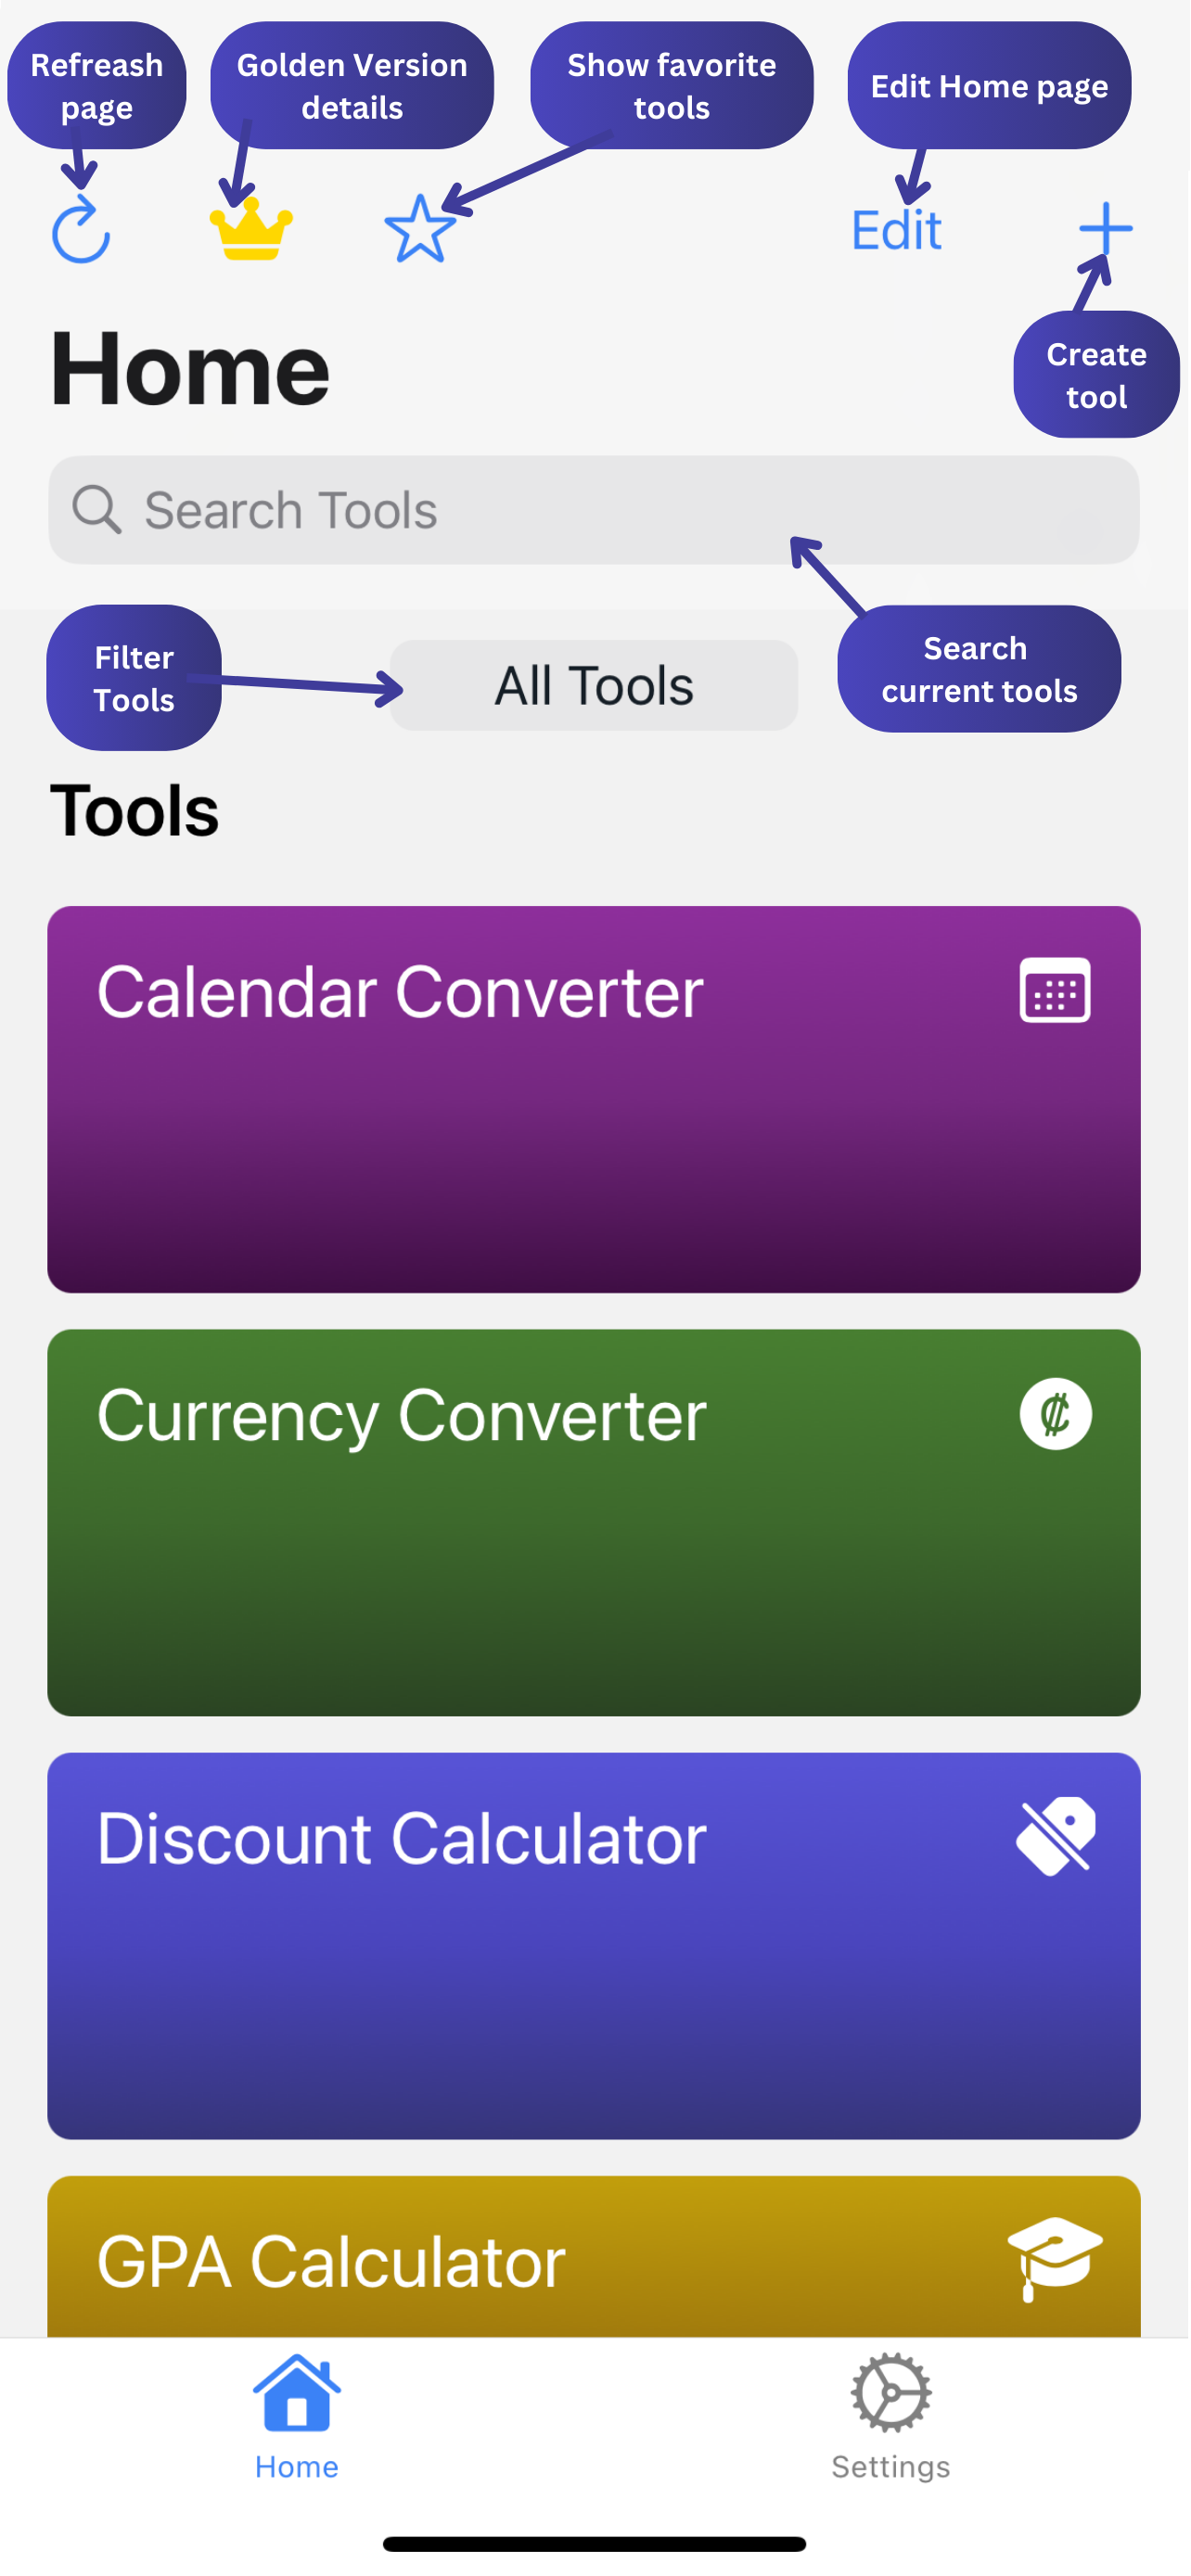 Refreash
page
Golden Version
details
Show favorite
tools
Edit Home page
Edit
Create
tool
Home
Search Tools
Filter
Tools
All Tools
Search
current tools
Tools
Calendar Converter
Currency Converter
₡
Discount Calculator
GPA Calculator
Home
Settings